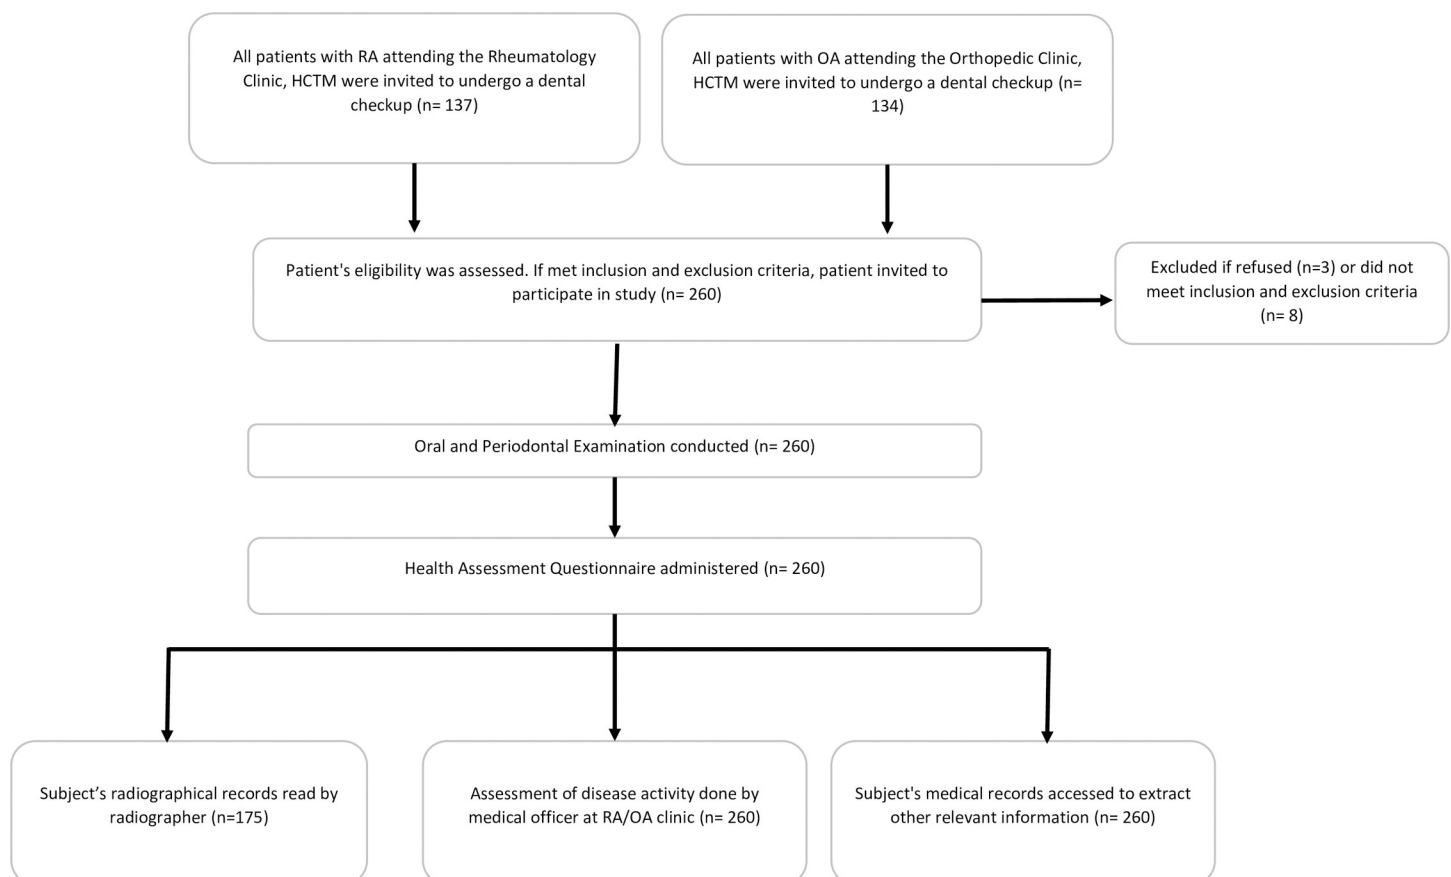 All patients with RA attending the Rheumatology
Clinic, HCTM were invited to undergo a dental
checkup (n= 137)
All patients with OA attending the Orthopedic Clinic,
HCTM were invited to undergo a dental checkup (n=
134)
Patient's eligibility was assessed. If met inclusion and exclusion criteria, patient invited to
participate in study (n= 260)
Excluded if refused (n=3) or did not
meet inclusion and exclusion criteria
(n= 8)
Oral and Periodontal Examination conducted (n= 260)
Health Assessment Questionnaire administered (n= 260)
Subject’s radiographical records read by
radiographer (n=175)
Assessment of disease activity done by
medical officer at RA/OA clinic (n= 260)
Subject's medical records accessed to extract
other relevant information (n= 260)